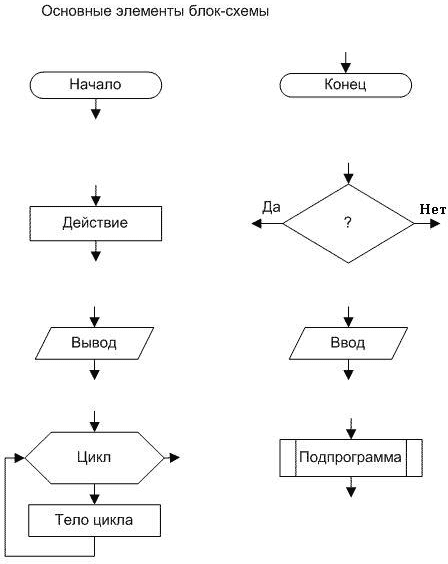 Основные элементы блок-схемы
Начало
Конец
Действие
Да
?
Нет
Вывод
Ввод
Цикл
Подпрограмма
Тело цикла